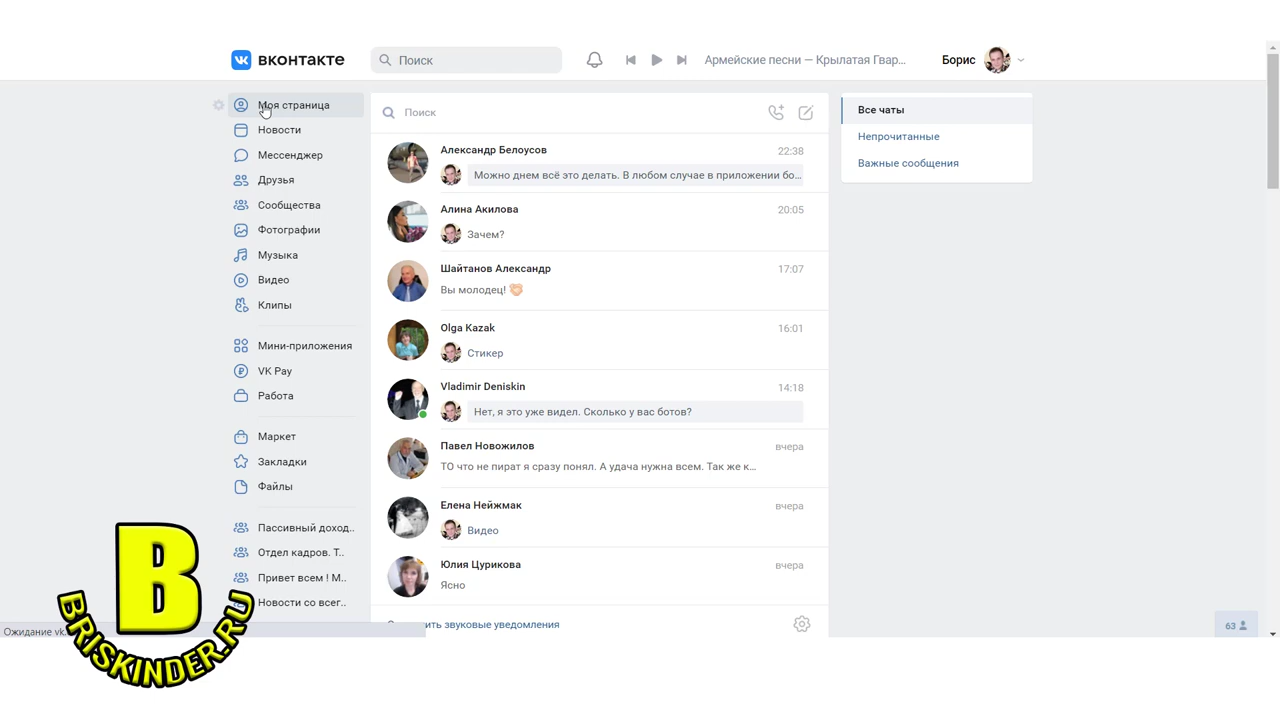 вконтакте
Поиск
Армейские песни — Крылатая Гвар...
Борис
Моя страница
Новости
Мессенджер
Друзья
Сообщества
Фотографии
Музыка
Видео
Клипы
Мини-приложения
VK Pay
Работа
Маркет
Закладки
Файлы
Пассивный доход..
Отдел кадров. Т..
Привет всем ! М..
Новости со всег..
Поиск
Александр Белоусов
22:38
Можно днем всё это делать. В любом случае в приложении бо...
Алина Акилова
20:05
Зачем?
Шайтанов Александр
17:07
Вы молодец!
Olga Kazak
16:01
Стикер
Vladimir Deniskin
14:18
Нет, я это уже видел. Сколько у вас ботов?
Павел Новожилов
вчера
ТО что не пират я сразу понял. А удача нужна всем. Так же к...
Елена Нейжмак
вчера
Видео
Юлия Цурикова
вчера
Ясно
звуковые уведомления
Все чаты
Непрочитанные
Важные сообщения
63
Ожидание vk
B
BRISKINDER.RU